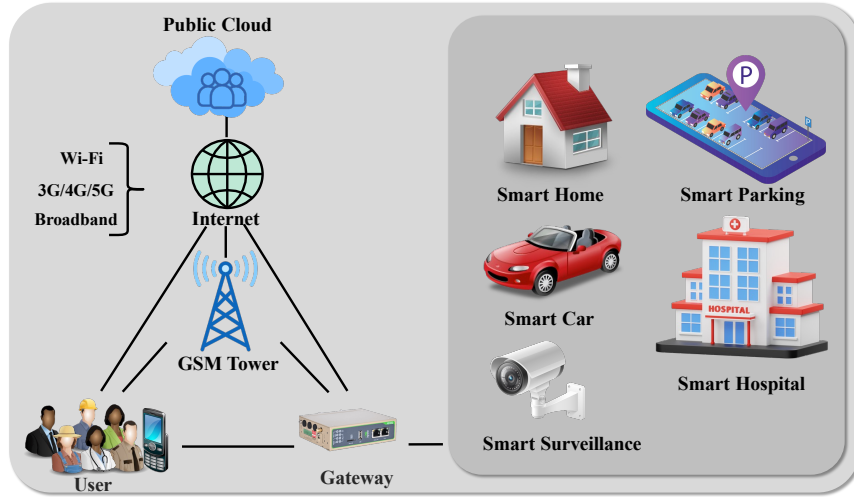 Public Cloud
Wi-Fi
3G/4G/5G
Broadband
Internet
GSM Tower
User
Gateway
P
Smart Home
Smart Parking
Smart Car
HOSPITAL
Smart Hospital
Smart Surveillance